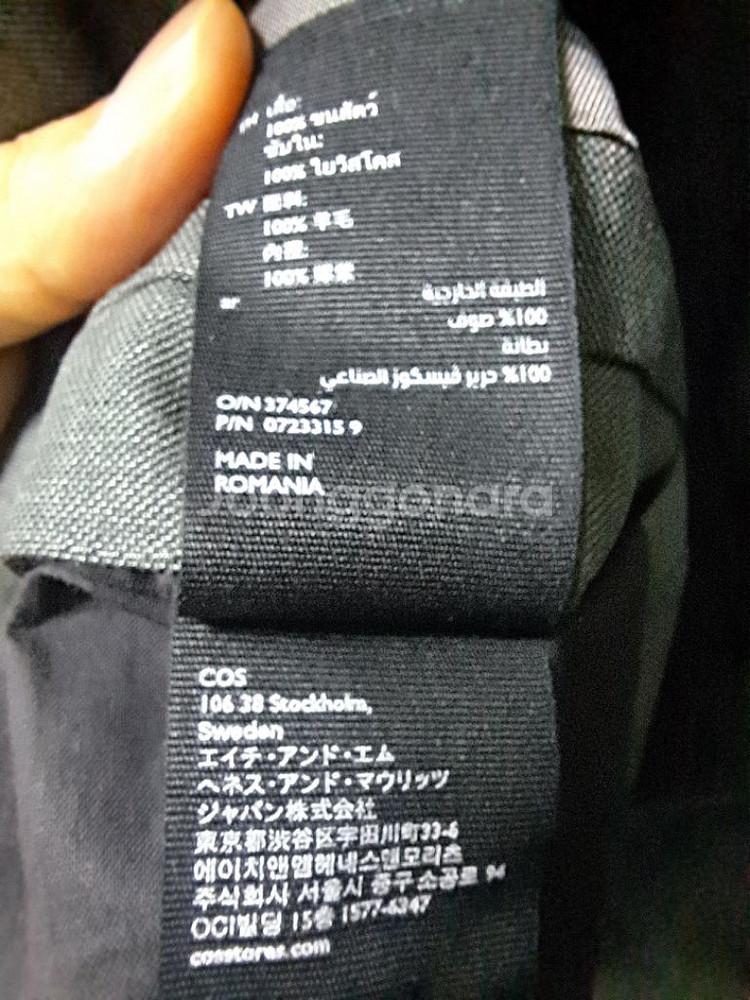 TH เสื้อ:
100% ขนสัตว์
ซับใน:
100% ใยวิสโคส
TW 面料:
100% 羊毛
內裡:
100% 嫘縈
ar الطبقة الخارجية
100% صوف
بطانة
100% حرير فيسكوز الصناعي
O/N 374567
P/N 0723315 9
MADE IN
ROMANIA
Joonggonara
COS
106 38 Stockholm,
Sweden
エイチ・アンド・エム
ヘネス・アンド・マウリッツ
ジャパン株式会社
東京都渋谷区宇田川町33-6
에이치앤엠헤네스앤모리츠
주식회사 서울시 중구 소공로 94
OCI빌딩 15층 1577-6347
cosstores.com